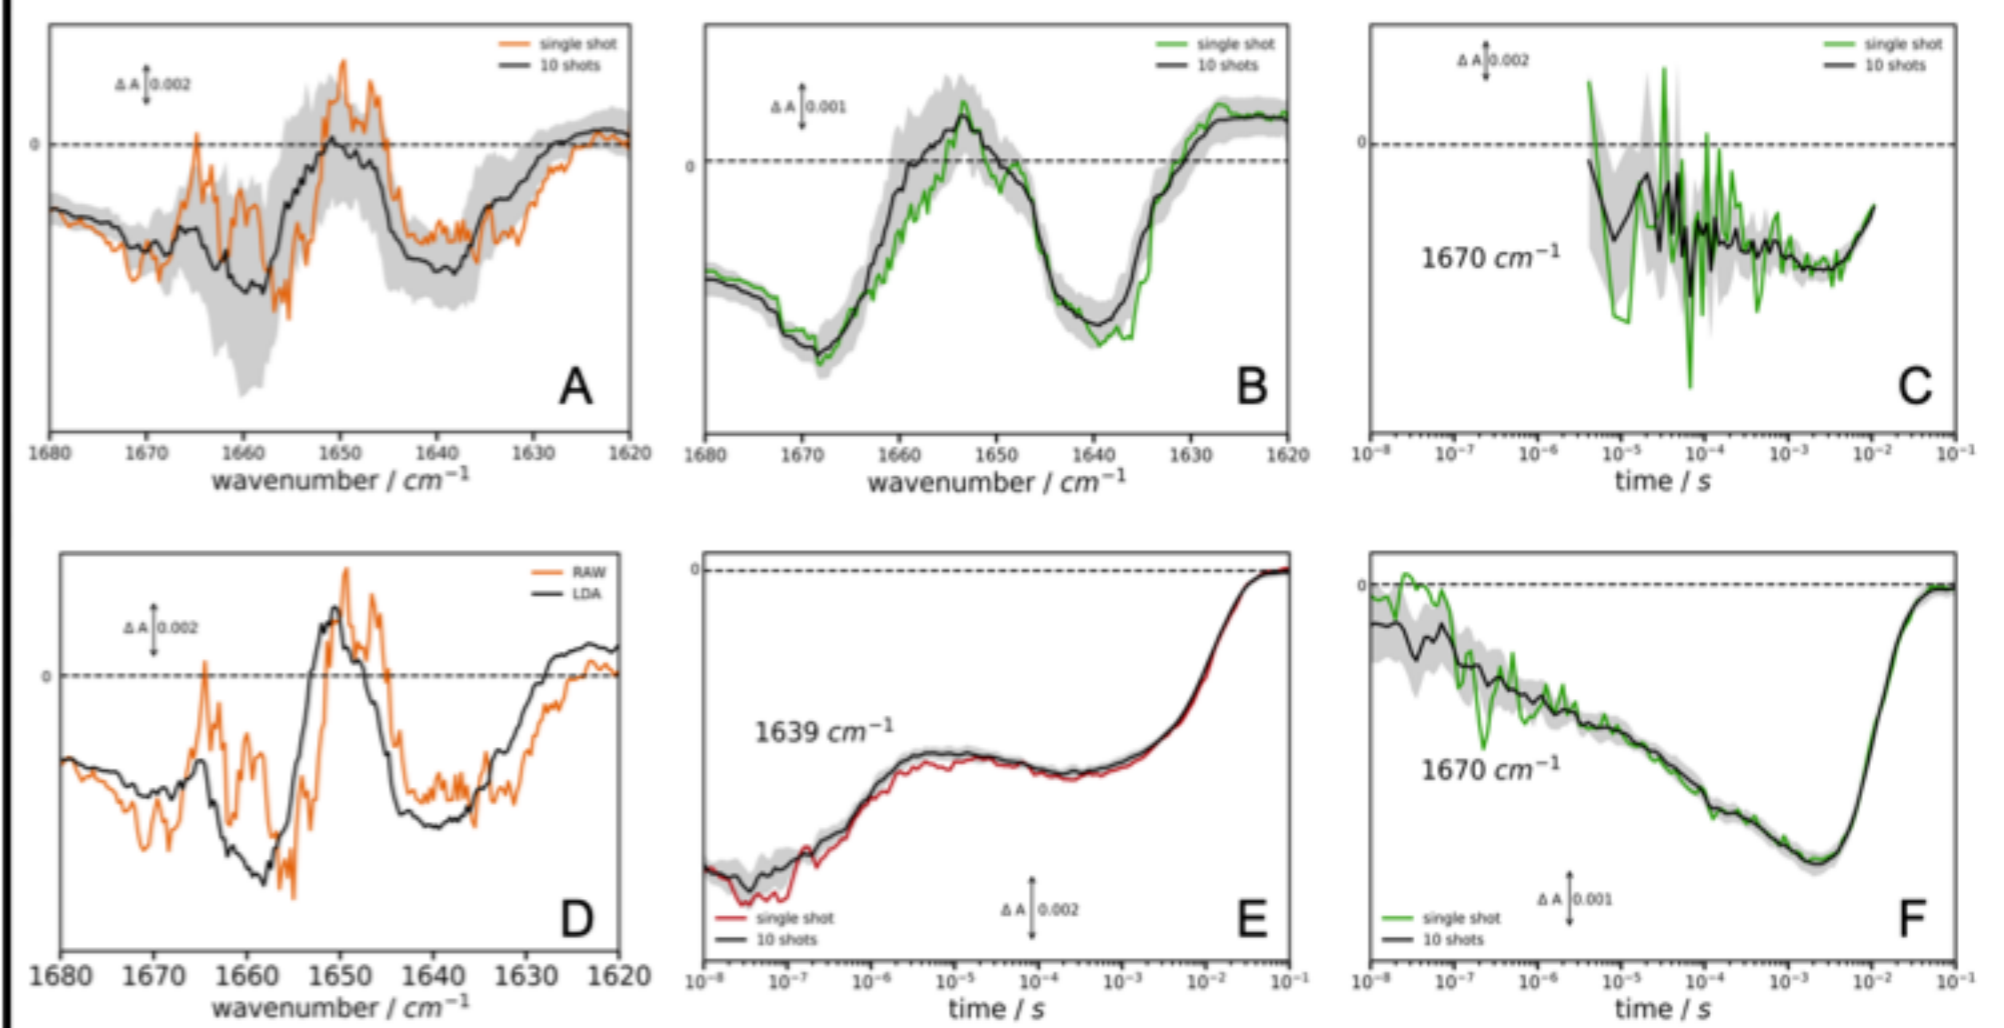 single shot
10 shots
Δ A 0.002
0
A
1680 1670 1660 1650 1640 1630 1620
wavenumber / cm⁻¹
single shot
10 shots
Δ A 0.001
0
B
1680 1670 1660 1650 1640 1630 1620
wavenumber / cm⁻¹
single shot
10 shots
Δ A 0.002
0
1670 cm⁻¹
C
10⁻⁸ 10⁻⁷ 10⁻⁶ 10⁻⁵ 10⁻⁴ 10⁻³ 10⁻² 10⁻¹
time / s
RAW
LDA
Δ A 0.002
0
D
1680 1670 1660 1650 1640 1630 1620
wavenumber / cm⁻¹
0
1639 cm⁻¹
Δ A 0.002
single shot
10 shots
E
10⁻⁸ 10⁻⁷ 10⁻⁶ 10⁻⁵ 10⁻⁴ 10⁻³ 10⁻² 10⁻¹
time / s
0
1670 cm⁻¹
Δ A 0.001
single shot
10 shots
F
10⁻⁸ 10⁻⁷ 10⁻⁶ 10⁻⁵ 10⁻⁴ 10⁻³ 10⁻² 10⁻¹
time / s